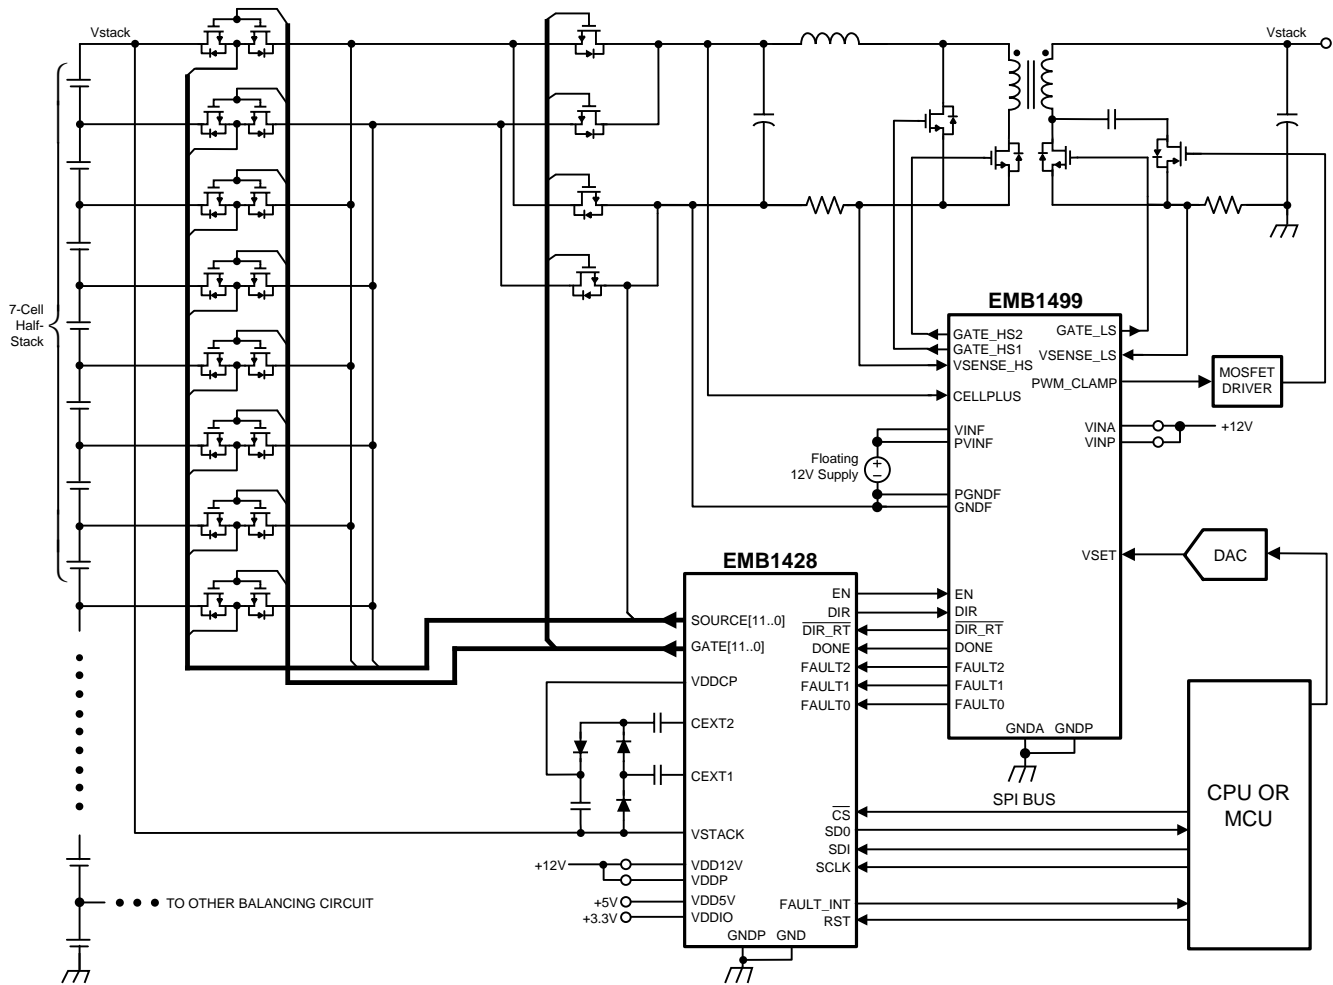 Vstack
Vstack
7-Cell
Half-
Stack
EMB1499
GATE_HS2
GATE_HS1
VSENSE_HS
CELLPLUS
VINF
PVINF
PGNDF
GNDF
EN
DIR
DIR_RT
DONE
FAULT2
FAULT1
FAULT0
GATE_LS
VSENSE_LS
PWM_CLAMP
VINA
VINP
VSET
GNDA
GNDP
MOSFET
DRIVER
+12V
Floating
12V Supply
+
−
DAC
EMB1428
SOURCE[11..0]
GATE[11..0]
VDDCP
CEXT2
CEXT1
VSTACK
VDD12V
VDDP
VDD5V
VDDIO
EN
DIR
DIR_RT
DONE
FAULT2
FAULT1
FAULT0
CS
SD0
SDI
SCLK
FAULT_INT
RST
GNDP
GND
+12V
+5V
+3.3V
SPI BUS
CPU OR
MCU
TO OTHER BALANCING CIRCUIT